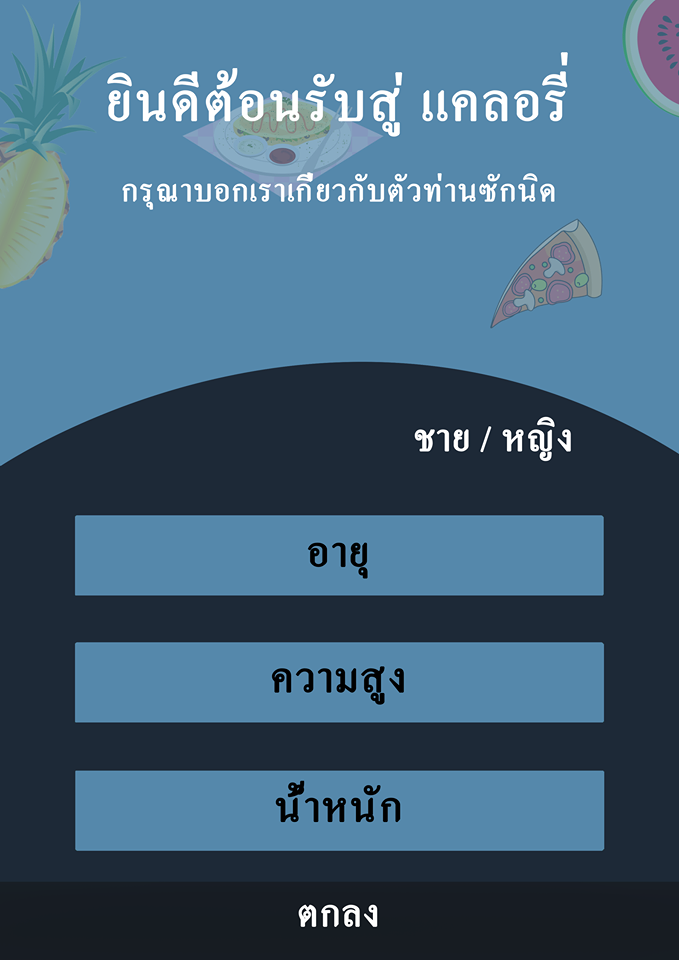 ยินดีต้อนรับสู่ แคลอรี่
กรุณาบอกเราเกี่ยวกับตัวท่านซักนิด
ชาย / หญิง
อายุ
ความสูง
น้ำหนัก
ตกลง